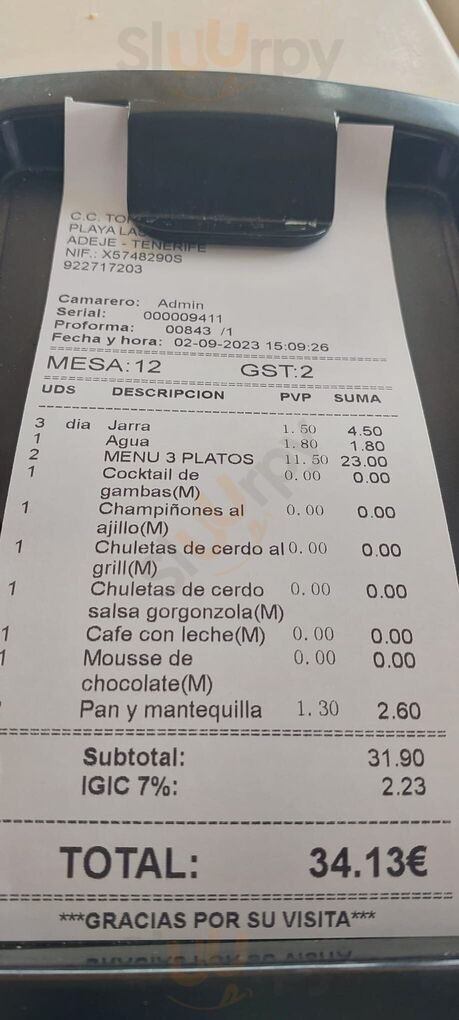 Sluurpy
C.C.
PLAYA
ADEJE - TENERIFE
NIF.: X5748290S
922717203
Camarero: Admin
Serial: 000009411
Proforma: 00843 /1
Fecha y hora: 02-09-2023 15:09:26
MESA:12 GST:2
UDS DESCRIPCION PVP SUMA
3 dia Jarra 1.50 4.50
1 Agua 1.80 1.80
2 MENU 3 PLATOS 11.50 23.00
1 Cocktail de 0.00 0.00
gambas(M)
1 Champiñones al 0.00 0.00
ajillo(M)
1 Chuletas de cerdo al 0.00 0.00
grill(M)
1 Chuletas de cerdo 0.00 0.00
salsa gorgonzola(M)
1 Cafe con leche(M) 0.00 0.00
1 Mousse de 0.00 0.00
chocolate(M)
Pan y mantequilla 1.30 2.60
Subtotal: 31.90
IGIC 7%: 2.23
TOTAL: 34.13€
***GRACIAS POR SU VISITA***